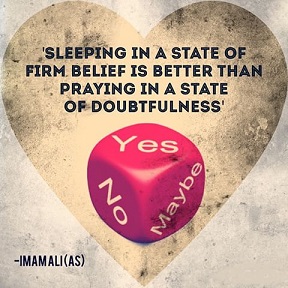 'SLEEPING IN A STATE OF
FIRM BELIEF IS BETTER THAN
PRAYING IN A STATE
OF DOUBTFULNESS'
Yes
No
Maybe
-IMAM ALI (AS)